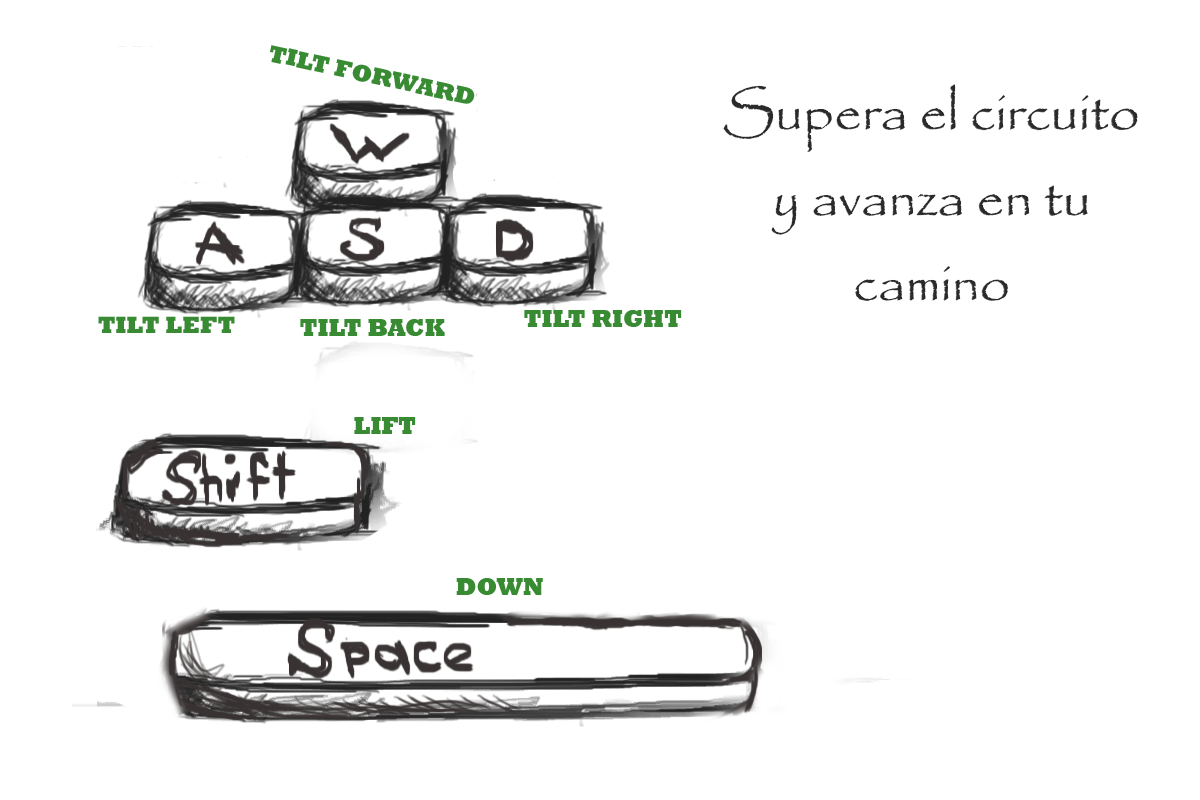 TILT FORWARD
W
A S D
TILT LEFT TILT BACK TILT RIGHT
LIFT
Shift
DOWN
Space
Supera el circuito
y avanza en tu
camino